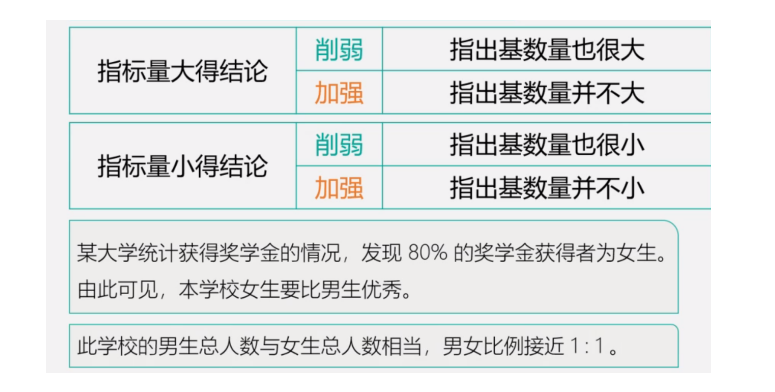 指标量大得结论
削弱 指出基数量也很大
加强 指出基数量并不大
指标量小得结论
削弱 指出基数量也很小
加强 指出基数量并不小
某大学统计获得奖学金的情况，发现 80% 的奖学金获得者为女生。
由此可见，本学校女生要比男生优秀。
此学校的男生总人数与女生总人数相当，男女比例接近 1 : 1 。